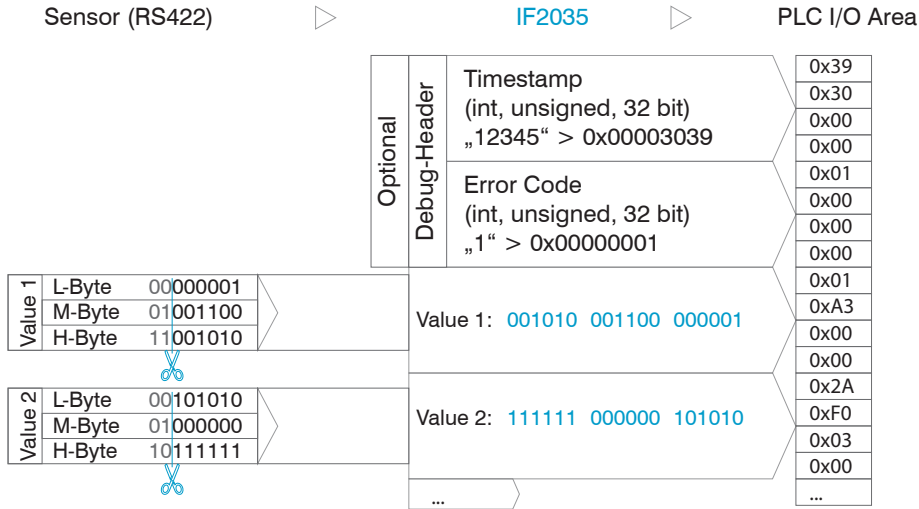 Sensor (RS422) IF2035 PLC I/O Area
Optional
Debug-Header
Timestamp
(int, unsigned, 32 bit)
„12345“ > 0x00003039
Error Code
(int, unsigned, 32 bit)
„1“ > 0x00000001
Value 1
L-Byte 00000001
M-Byte 01001100
H-Byte 11001010
Value 1: 001010 001100 000001
Value 2
L-Byte 00101010
M-Byte 01000000
H-Byte 10111111
Value 2: 111111 000000 101010
...
0x39
0x30
0x00
0x00
0x01
0x00
0x00
0x00
0x01
0xA3
0x00
0x00
0x2A
0xF0
0x03
0x00
...